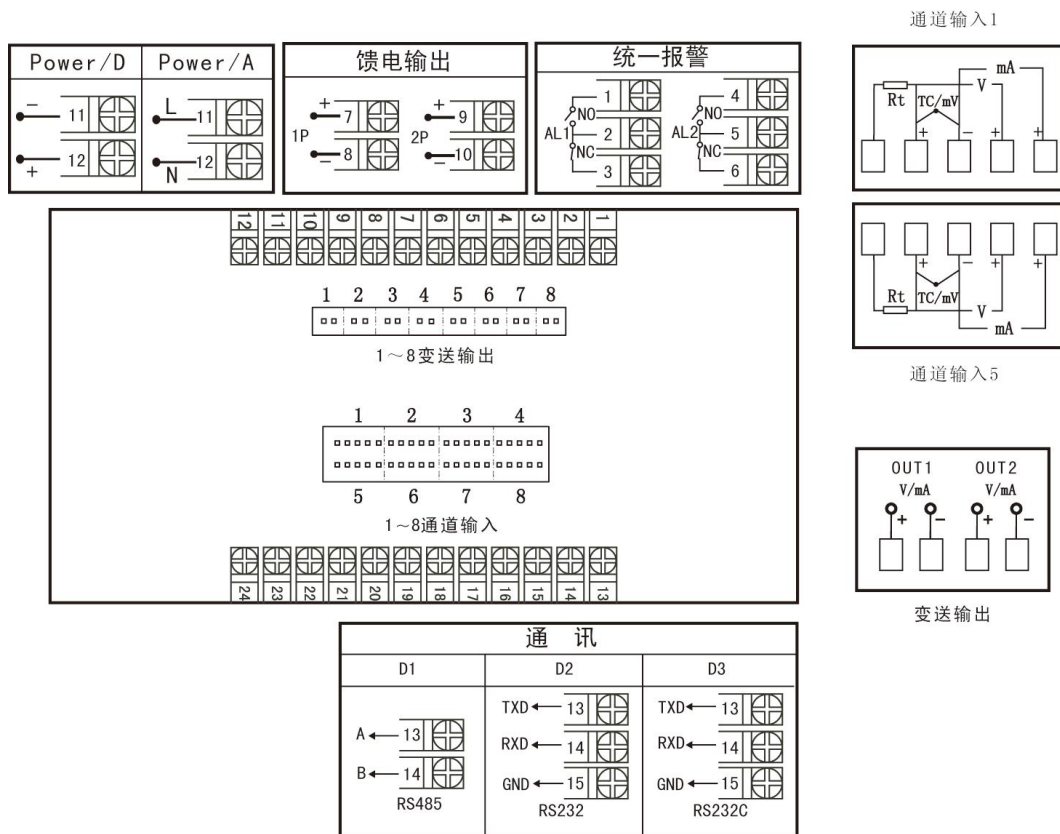 通道输入1
Power/D Power/A
- 11
+ 12
L 11
N 12
馈电输出
1P + 7
- 8
2P + 9
- 10
统一报警
AL1 NO NC 1 2 3
AL2 NO NC 4 5 6
mA
V
Rt TC/mV
+ - + +
12 11 10 9 8 7 6 5 4 3 2 1
1 2 3 4 5 6 7 8
1~8变送输出
1 2 3 4
5 6 7 8
1~8通道输入
24 23 22 21 20 19 18 17 16 15 14 13
+ - + +
Rt TC/mV
V
mA
通道输入5
OUT1 OUT2
V/mA V/mA
+ - + -
变送输出
通 讯
D1 D2 D3
A 13
B 14
RS485
TXD 13
RXD 14
GND 15
RS232
TXD 13
RXD 14
GND 15
RS232C